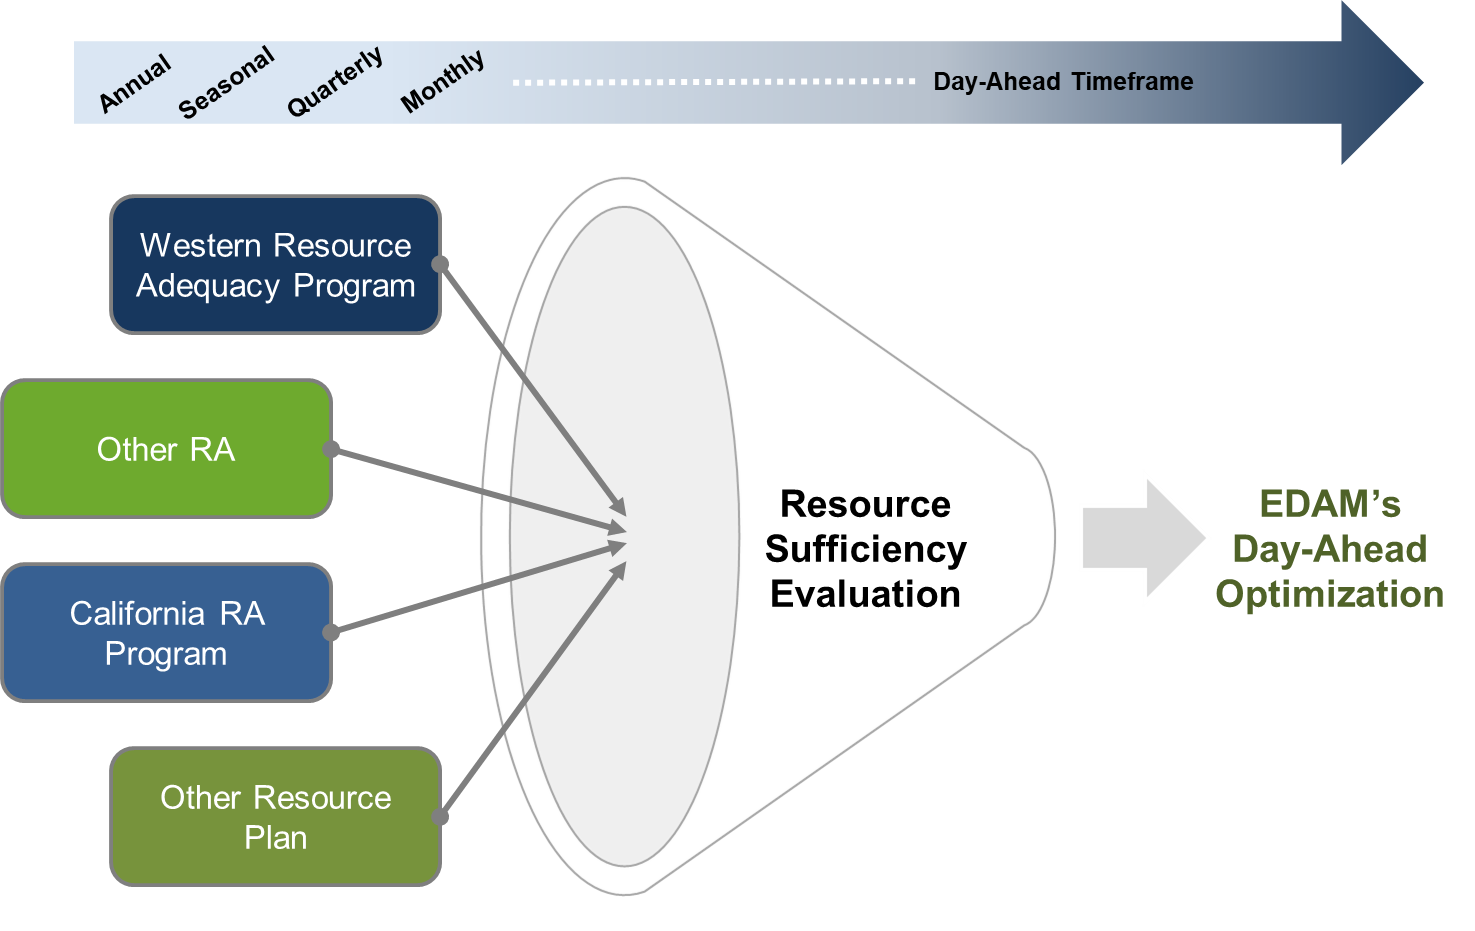 Annual
Seasonal
Quarterly
Monthly
Day-Ahead Timeframe
Western Resource
Adequacy Program
Other RA
California RA
Program
Other Resource
Plan
Resource
Sufficiency
Evaluation
EDAM’s
Day-Ahead
Optimization